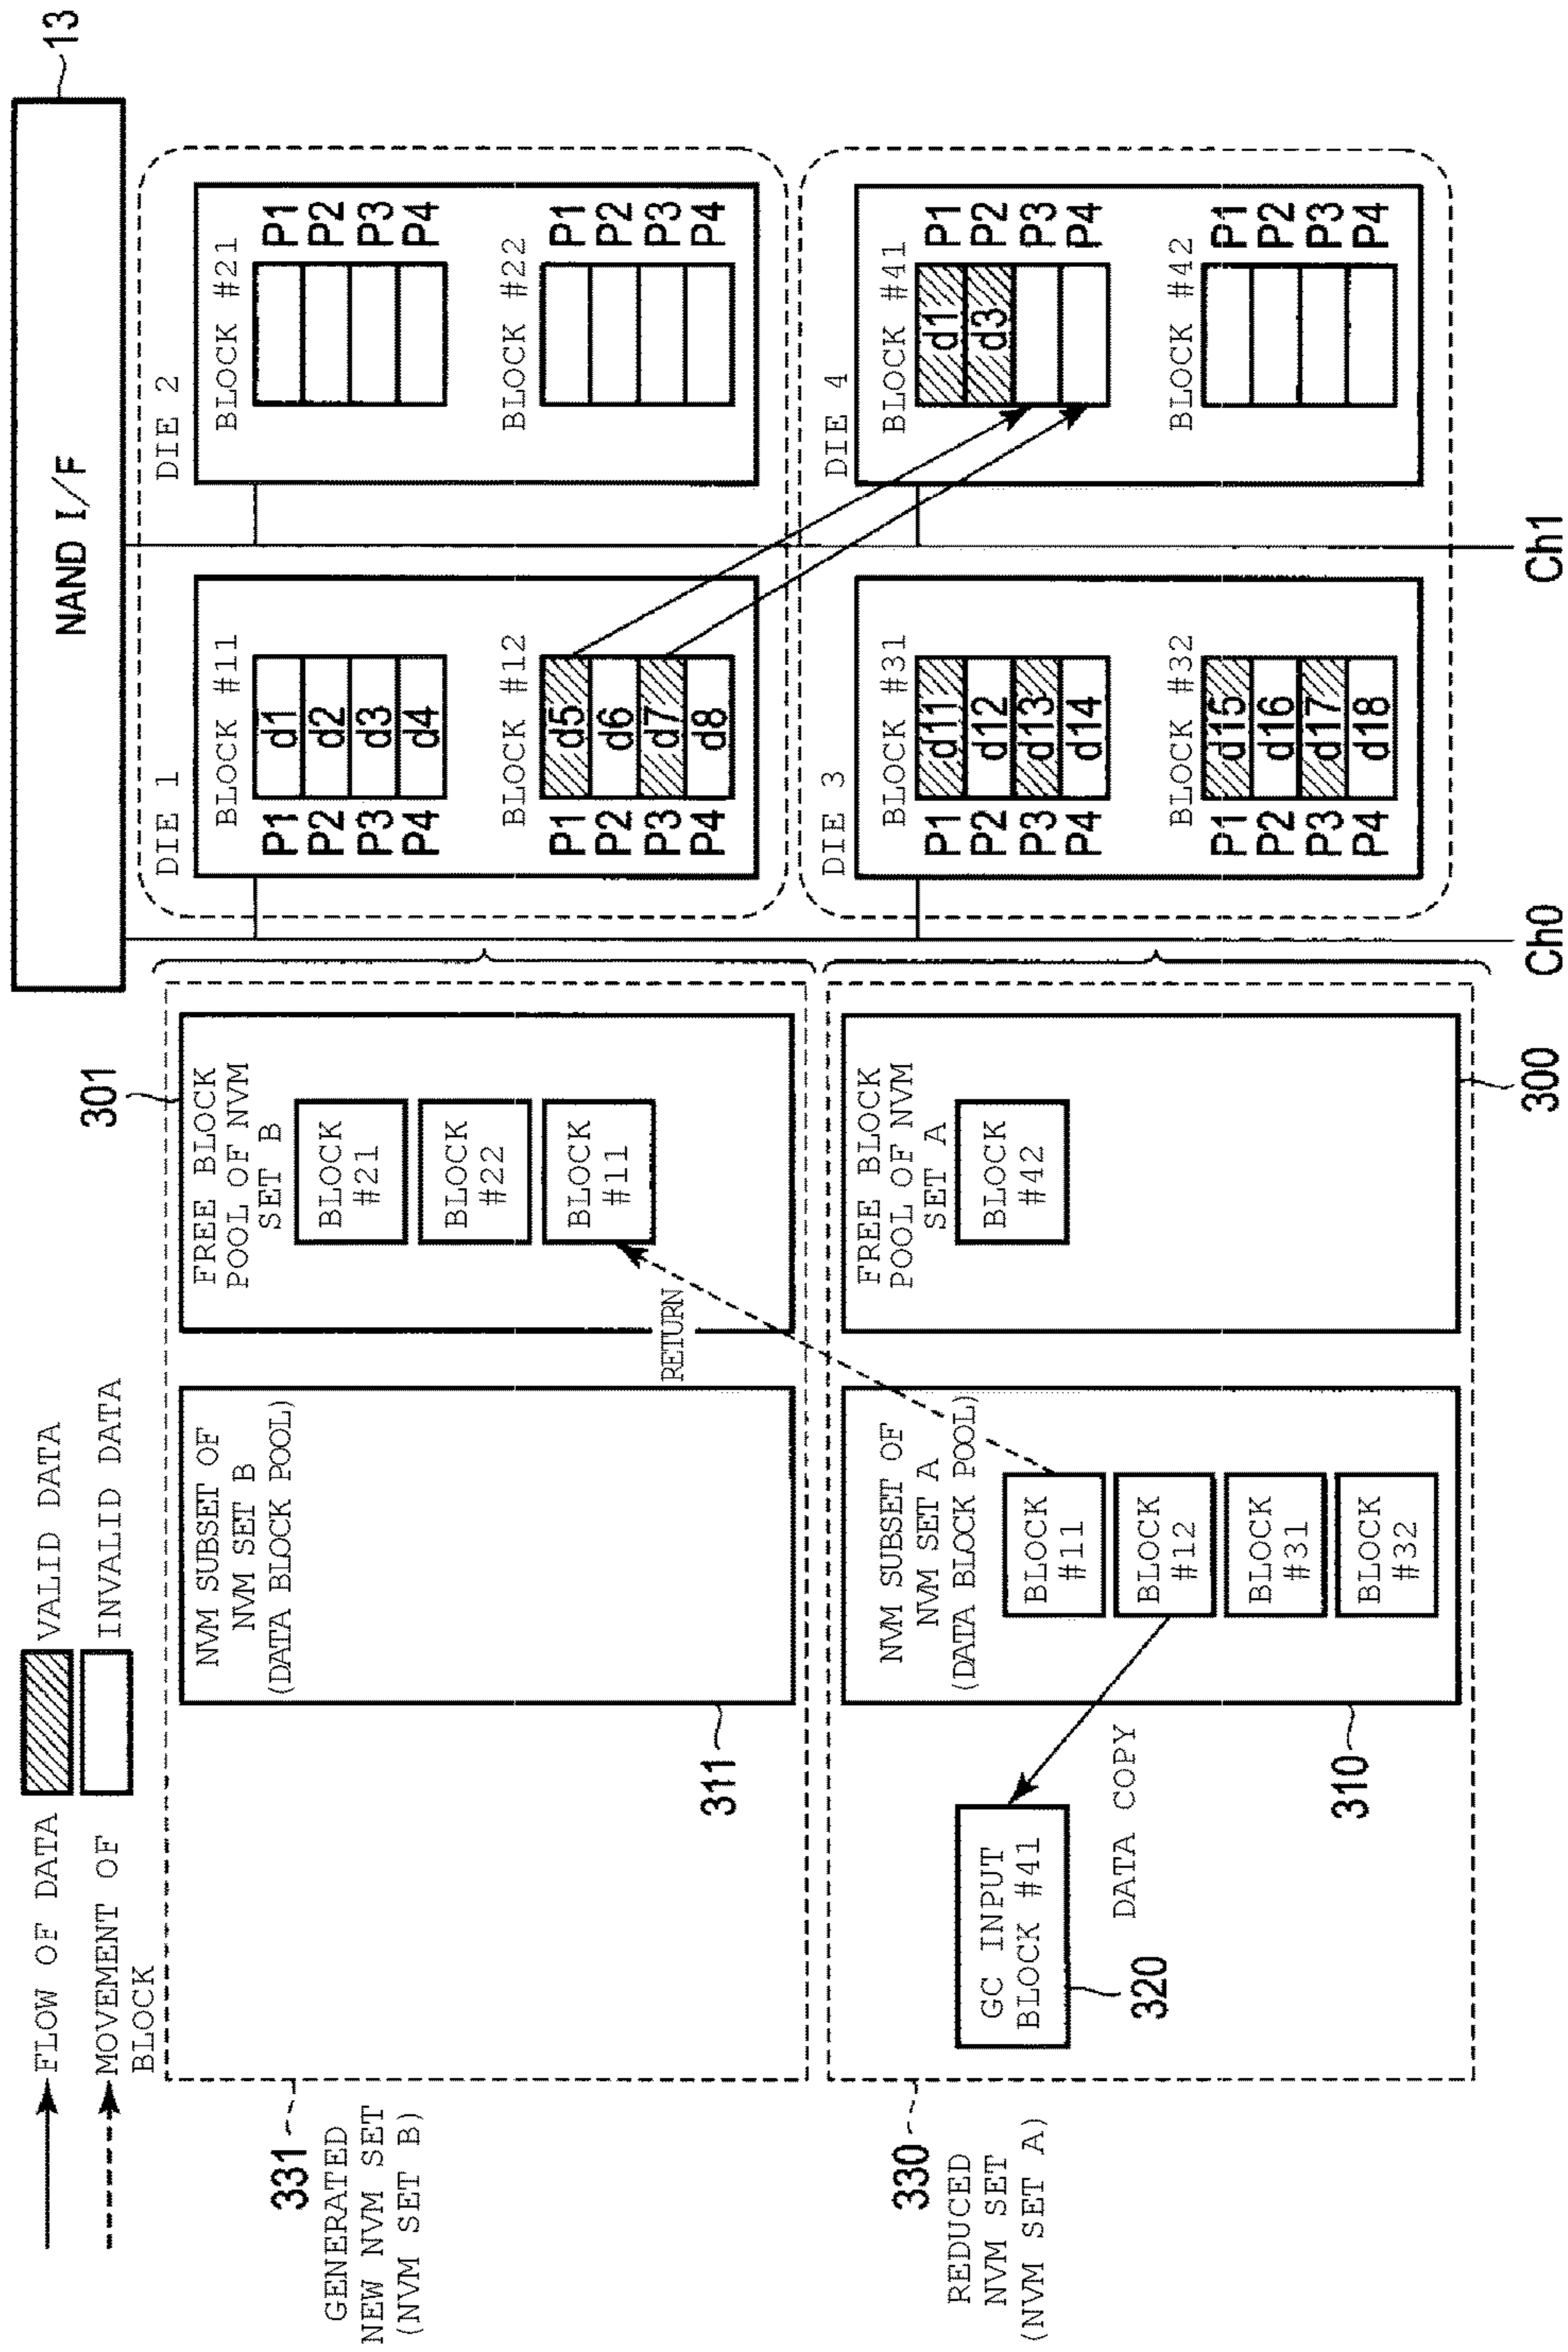 FLOW OF DATA
MOVEMENT OF
BLOCK
VALID DATA
INVALID DATA
NAND I/F
13
331
GENERATED
NEW NVM SET
(NVM SET B)
311
NVM SUBSET OF
NVM SET B
(DATA BLOCK POOL)
301
FREE BLOCK
POOL OF NVM
SET B
BLOCK
#21
BLOCK
#22
BLOCK
#11
RETURN
DIE 1
BLOCK #11
P1 d1
P2 d2
P3 d3
P4 d4
BLOCK #12
P1 d5
P2 d6
P3 d7
P4 d8
DIE 2
BLOCK #21
P1
P2
P3
P4
BLOCK #22
P1
P2
P3
P4
330
REDUCED
NVM SET
(NVM SET A)
GC INPUT
BLOCK #41
320
DATA COPY
310
NVM SUBSET OF
NVM SET A
(DATA BLOCK POOL)
BLOCK
#11
BLOCK
#12
BLOCK
#31
BLOCK
#32
FREE BLOCK
POOL OF NVM
SET A
BLOCK
#42
300
DIE 3
BLOCK #31
P1 d11
P2 d12
P3 d13
P4 d14
BLOCK #32
P1 d15
P2 d16
P3 d17
P4 d18
DIE 4
BLOCK #41
d1 P1
d3 P2
P3
P4
BLOCK #42
P1
P2
P3
P4
Ch0
Ch1